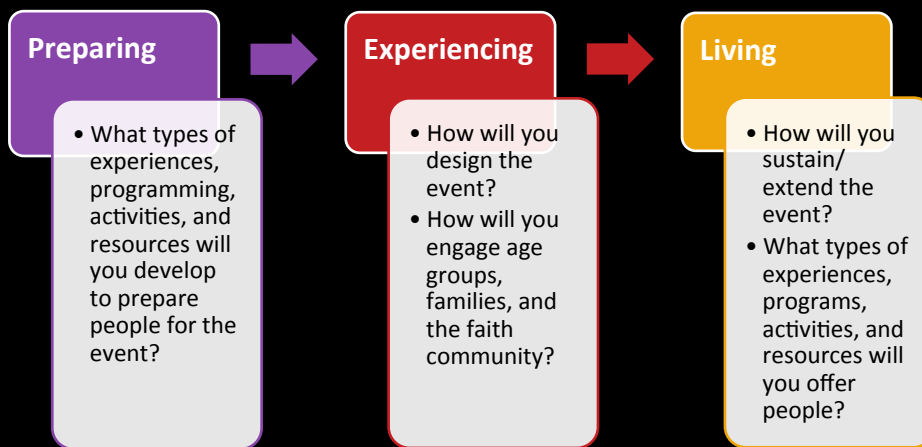 Preparing
• What types of
experiences,
programming,
activities, and
resources will
you develop
to prepare
people for the
event?
Experiencing
• How will you
design the
event?
• How will you
engage age
groups,
families, and
the faith
community?
Living
• How will you
sustain/
extend the
event?
• What types of
experiences,
programs,
activities, and
resources will
you offer
people?